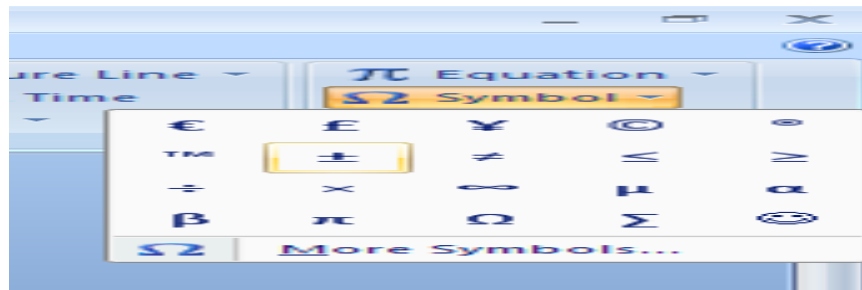 ure Line
π Equation
Time
Ω Symbol
€ £ ¥ © ®
™ ± ≠ ≤ ≥
÷ × ∞ µ α
β π Ω Σ ☺
Ω More Symbols...